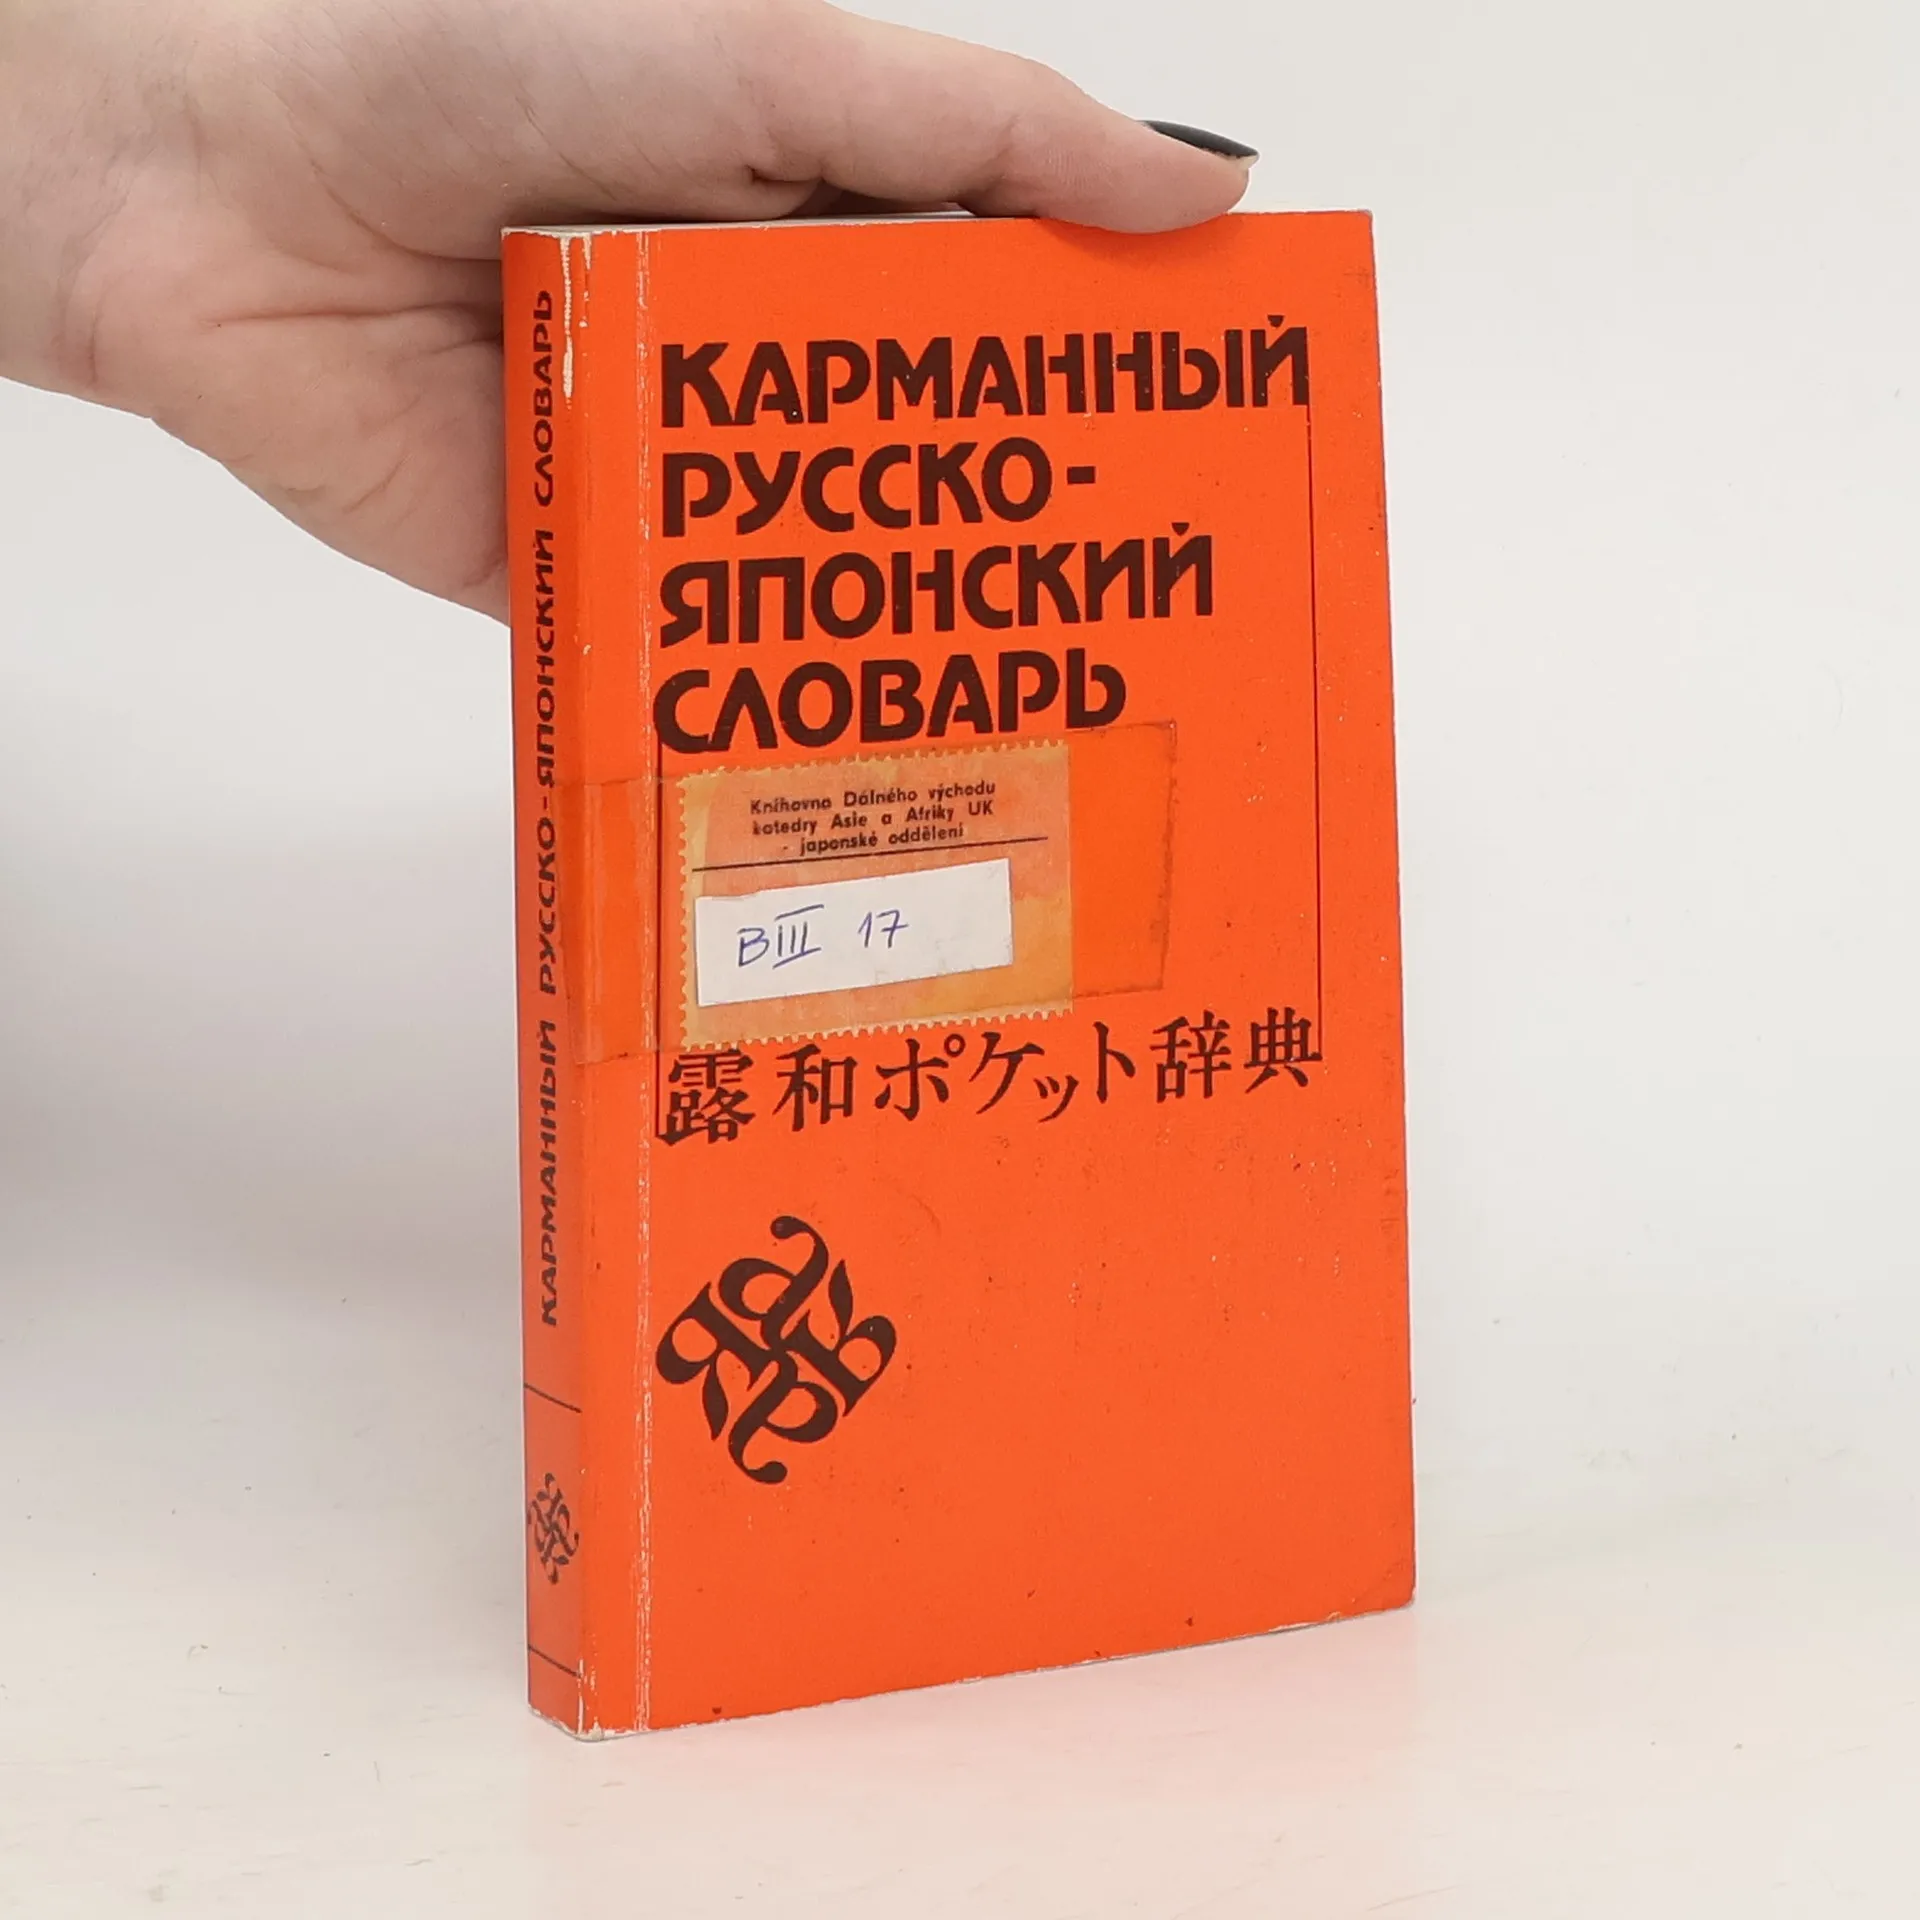 КАРМАННЫЙ РУССКО-ЯПОНСКИЙ СЛОВАРЬ
КАРМАННЫЙ
РУССКО-
ЯПОНСКИЙ
СЛОВАРЬ
Knihovna Dálného východu
katedry Asie a Afriky UK
- japonské oddělení
BIII 17
露和ポケット辞典